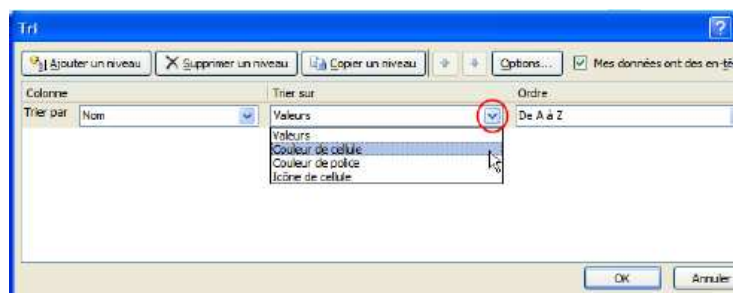 Tri
Ajouter un niveau Supprimer un niveau Copier un niveau Options... Mes données ont des en-tê
Colonne Trier sur Ordre
Trier par Nom Valeurs De A à Z
Valeurs
Couleur de cellule
Couleur de police
Icône de cellule
OK Annuler